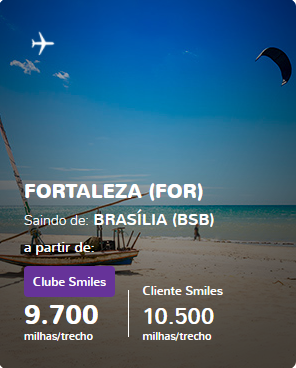 FORTALEZA (FOR)
Saindo de: BRASÍLIA (BSB)
a partir de:
Clube Smiles
9.700
milhas/trecho
Cliente Smiles
10.500
milhas/trecho